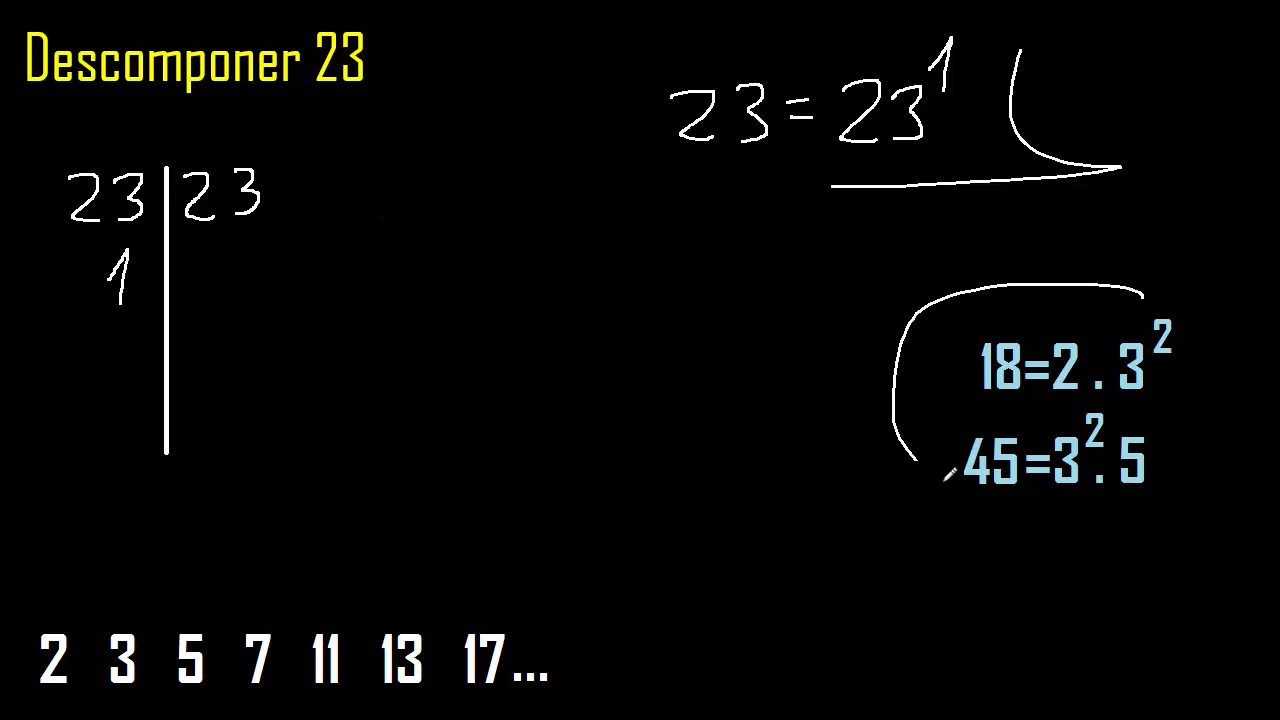 Descomponer 23
23 = 23¹
23 | 23
1
18=2 . 3²
45=3² . 5
2 3 5 7 11 13 17...